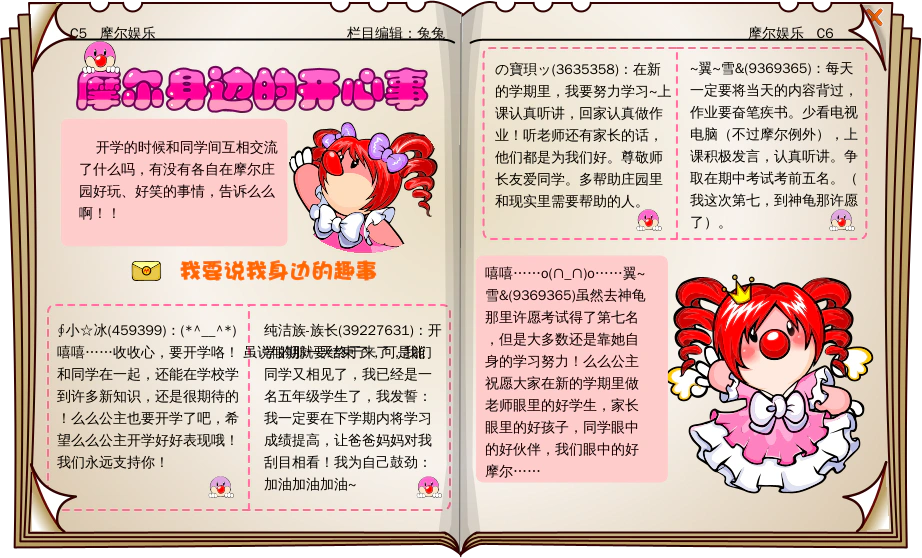 C5 摩尔娱乐
栏目编辑：兔兔
摩尔身边的开心事
开学的时候和同学间互相交流
了什么吗，有没有各自在摩尔庄
园好玩、好笑的事情，告诉么么
啊！！
我要说我身边的趣事
∮小☆冰(459399)：(*^__^*)
嘻嘻……收收心，要开学咯！虽说
和同学在一起，还能在学校学
到许多新知识，还是很期待的
！么么公主也要开学了吧，希
望么么公主开学好好表现哦！
我们永远支持你！
纯洁族-族长(39227631)：开
同学又相见了，我已经是一
名五年级学生了，我发誓：
我一定要在下学期内将学习
成绩提高，让爸爸妈妈对我
刮目相看！我为自己鼓劲：
加油加油加油~
摩尔娱乐 C6
の寶玥ッ(3635358)：在新
的学期里，我要努力学习~上
课认真听讲，回家认真做作
业！听老师还有家长的话，
他们都是为我们好。尊敬师
长友爱同学。多帮助庄园里
和现实里需要帮助的人。
~翼~雪&(9369365)：每天
一定要将当天的内容背过，
作业要奋笔疾书。少看电视
电脑（不过摩尔例外），上
课积极发言，认真听讲。争
取在期中考试考前五名。（
我这次第七，到神龟那许愿
了）。
嘻嘻……o(∩_∩)o……翼~
雪&(9369365)虽然去神龟
那里许愿考试得了第七名
，但是大多数还是靠她自
身的学习努力！么么公主
祝愿大家在新的学期里做
老师眼里的好学生，家长
眼里的好孩子，同学眼中
的好伙伴，我们眼中的好
摩尔……